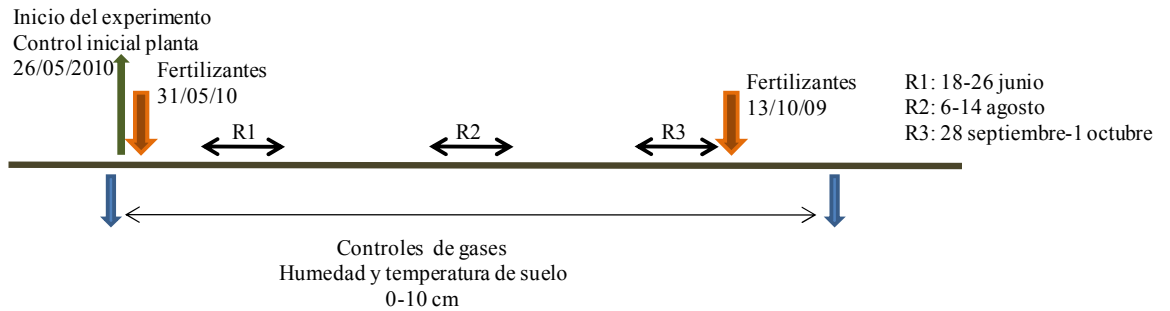 Inicio del experimento
Control inicial planta
26/05/2010
Fertilizantes
31/05/10
R1
R2
R3
Fertilizantes
13/10/09
R1: 18-26 junio
R2: 6-14 agosto
R3: 28 septiembre-1 octubre
Controles de gases
Humedad y temperatura de suelo
0-10 cm